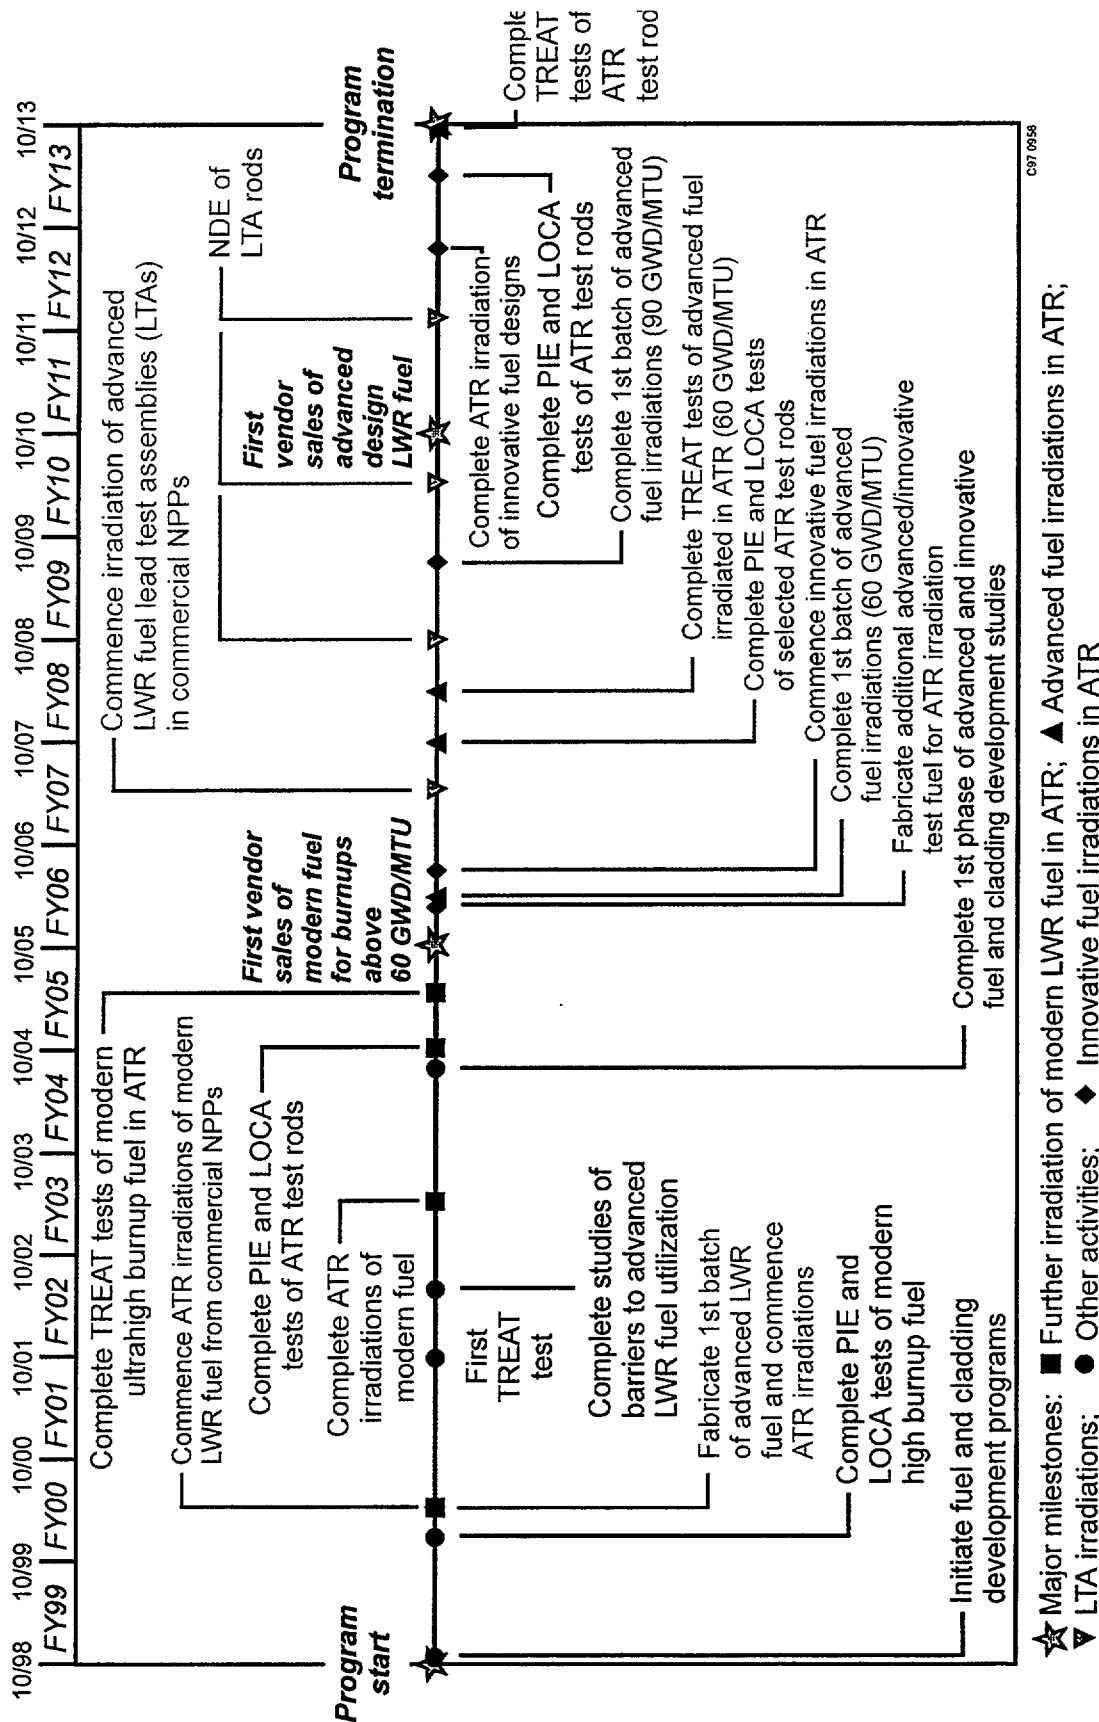 10/98 10/99 10/00 10/01 10/02 10/03 10/04 10/05 10/06 10/07 10/08 10/09 10/10 10/11 10/12 10/13
FY99 FY00 FY01 FY02 FY03 FY04 FY05 FY06 FY07 FY08 FY09 FY10 FY11 FY12 FY13
Complete TREAT tests of modern
ultrahigh burnup fuel in ATR
Commence ATR irradiations of modern
LWR fuel from commercial NPPs
Complete PIE and LOCA
tests of ATR test rods
Complete ATR
irradiations of
modern fuel
First vendor
sales of
modern fuel
for burnups
above
60 GWD/MTU
Commence irradiation of advanced
LWR fuel lead test assemblies (LTAs)
in commercial NPPs
NDE of
LTA rods
First
vendor
sales of
advanced
design
LWR fuel
Program
termination
Program
start
First
TREAT
test
Complete studies of
barriers to advanced
LWR fuel utilization
Fabricate 1st batch
of advanced LWR
fuel and commence
ATR irradiations
Complete PIE and
LOCA tests of modern
high burnup fuel
Initiate fuel and cladding
development programs
Comple
TREAT
tests of
ATR
test rod
Complete ATR irradiation
of innovative fuel designs
Complete PIE and LOCA
tests of ATR test rods
Complete 1st batch of advanced
fuel irradiations (90 GWD/MTU)
Complete TREAT tests of advanced fuel
irradiated in ATR (60 GWD/MTU)
Complete PIE and LOCA tests
of selected ATR test rods
Commence innovative fuel irradiations in ATR
Complete 1st batch of advanced
fuel irradiations (60 GWD/MTU)
Fabricate additional advanced/innovative
test fuel for ATR irradiation
Complete 1st phase of advanced and innovative
fuel and cladding development studies
C97 0956
Major milestones: Further irradiation of modern LWR fuel in ATR; Advanced fuel irradiations in ATR;
LTA irradiations; Other activities; Innovative fuel irradiations in ATR